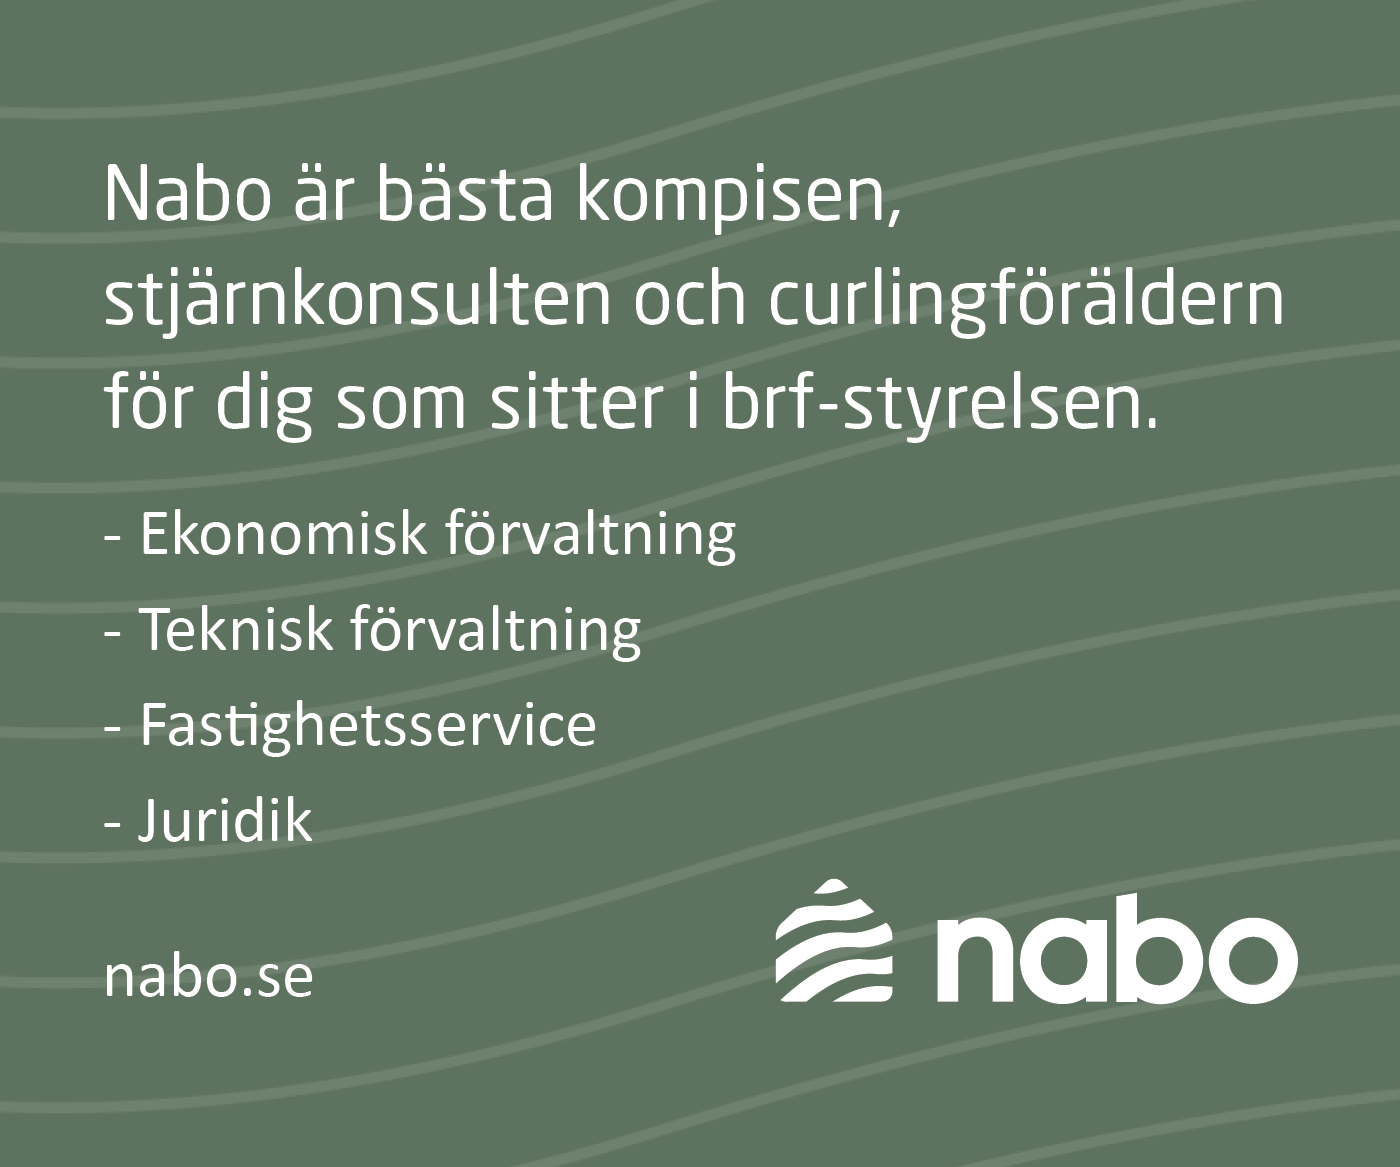 Nabo är bästa kompisen,
stjärnkonsulten och curlingföräldern
för dig som sitter i brf-styrelsen.
- Ekonomisk förvaltning
- Teknisk förvaltning
- Fastighetsservice
- Juridik
nabo.se
nabo